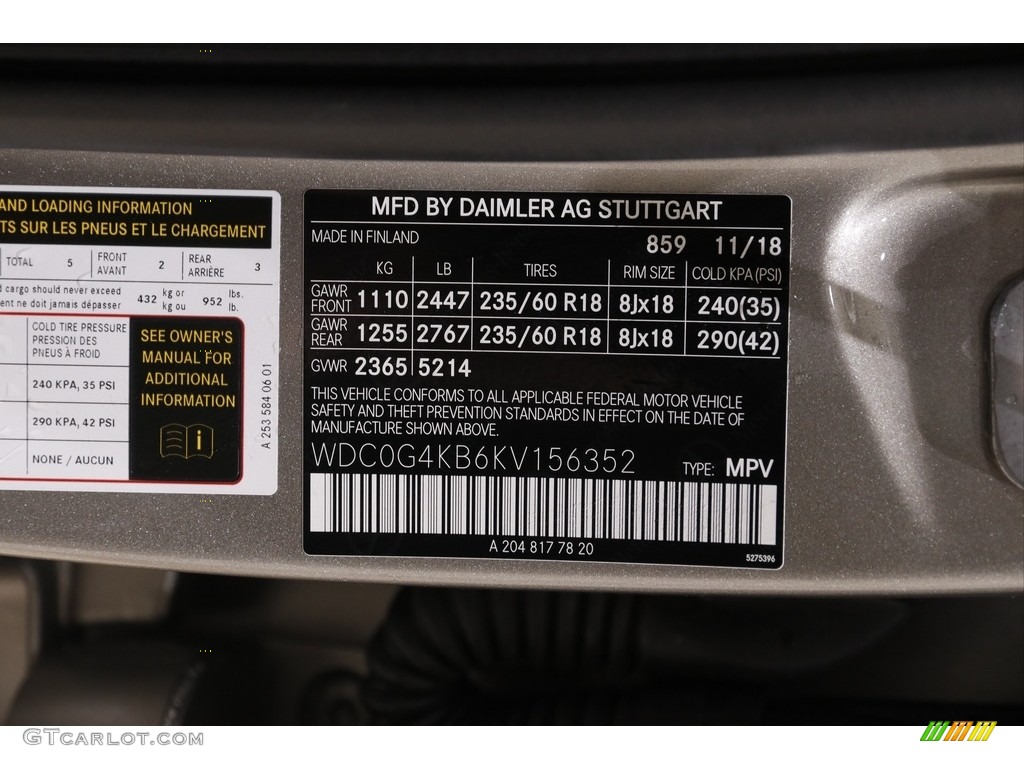 AND LOADING INFORMATION
TS SUR LES PNEUS ET LE CHARGEMENT
TOTAL 5 FRONT AVANT 2 REAR ARRIÈRE 3
cargo should never exceed
ent ne doit jamais dépasser
432 kg or kg ou 952 lbs. lb.
COLD TIRE PRESSURE
PRESSION DES
PNEUS À FROID
240 KPA, 35 PSI
290 KPA, 42 PSI
NONE / AUCUN
SEE OWNER'S
MANUAL FOR
ADDITIONAL
INFORMATION
i
A 253 584 06 01
MFD BY DAIMLER AG STUTTGART
MADE IN FINLAND 859 11/18
KG LB TIRES RIM SIZE COLD KPA(PSI)
GAWR FRONT 1110 2447 235/60 R18 8Jx18 240(35)
GAWR REAR 1255 2767 235/60 R18 8Jx18 290(42)
GVWR 2365 5214
THIS VEHICLE CONFORMS TO ALL APPLICABLE FEDERAL MOTOR VEHICLE
SAFETY AND THEFT PREVENTION STANDARDS IN EFFECT ON THE DATE OF
MANUFACTURE SHOWN ABOVE.
WDC0G4KB6KV156352 TYPE: MPV
A 204 817 78 20
5275396
GTCARLOT.COM